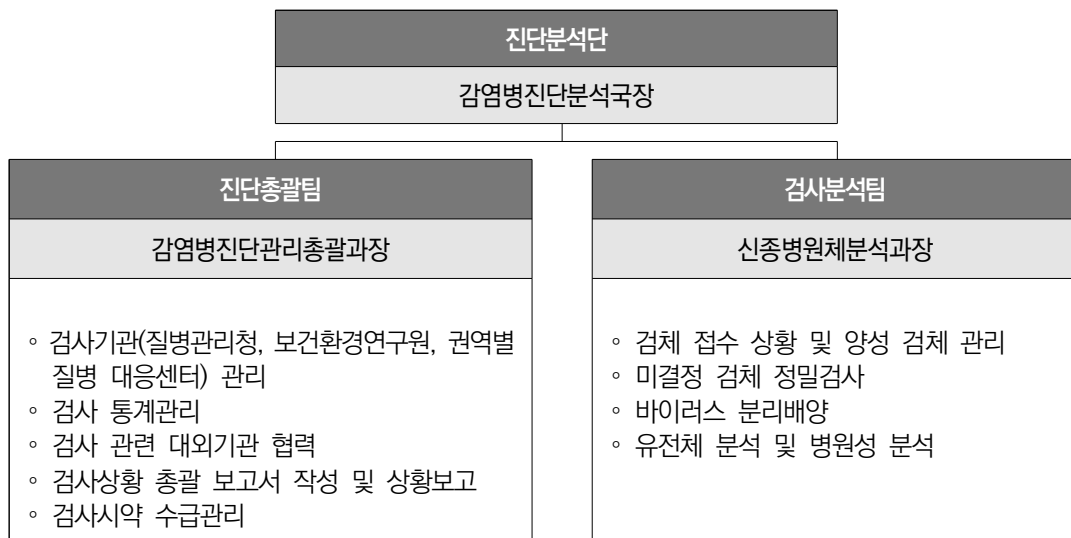 진단분석단
감염병진단분석국장
진단총괄팀
감염병진단관리총괄과장
◦ 검사기관(질병관리청, 보건환경연구원, 권역별
질병 대응센터) 관리
◦ 검사 통계관리
◦ 검사 관련 대외기관 협력
◦ 검사상황 총괄 보고서 작성 및 상황보고
◦ 검사시약 수급관리
검사분석팀
신종병원체분석과장
◦ 검체 접수 상황 및 양성 검체 관리
◦ 미결정 검체 정밀검사
◦ 바이러스 분리배양
◦ 유전체 분석 및 병원성 분석